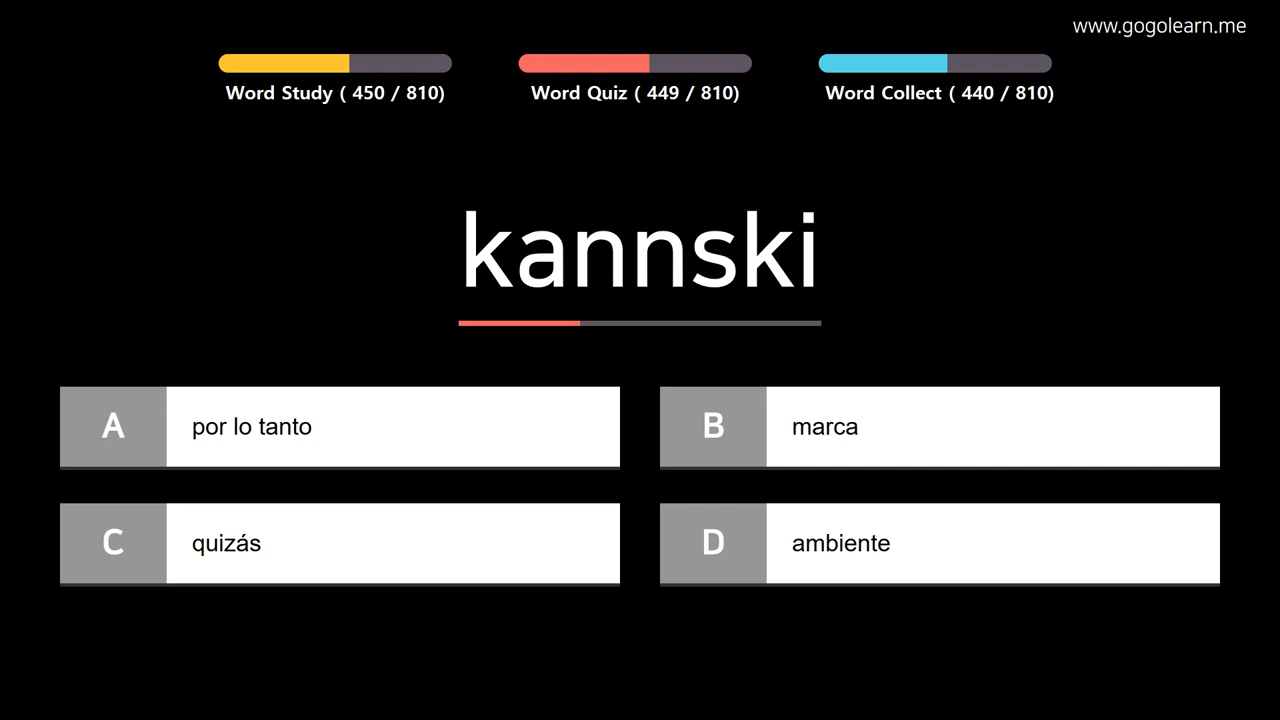 www.gogolearn.me
Word Study ( 450 / 810)
Word Quiz ( 449 / 810)
Word Collect ( 440 / 810)
kannski
A por lo tanto
B marca
C quizás
D ambiente